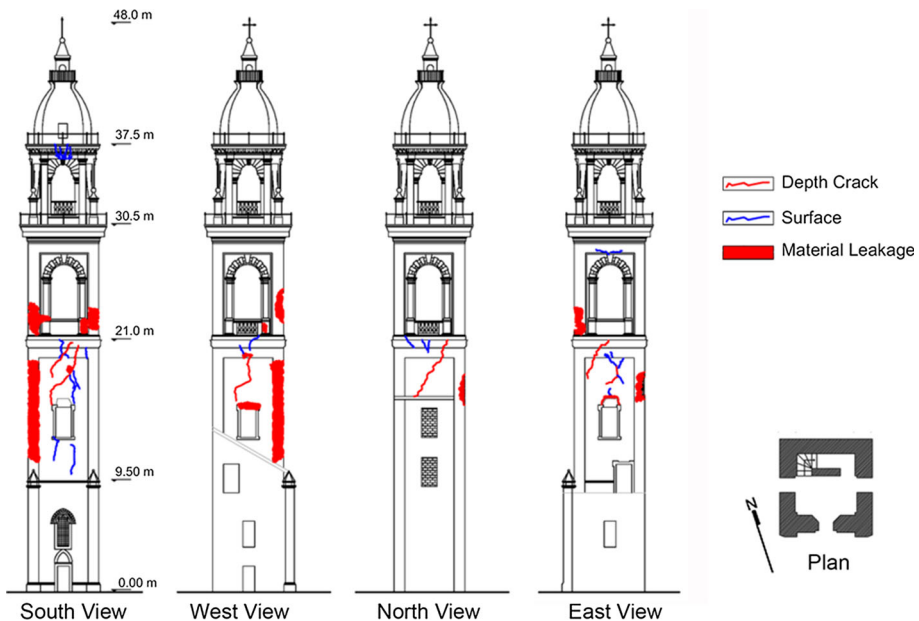 48.0 m
37.5 m
30.5 m
21.0 m
9.50 m
0.00 m
Depth Crack
Surface
Material Leakage
N
Plan
South View
West View
North View
East View